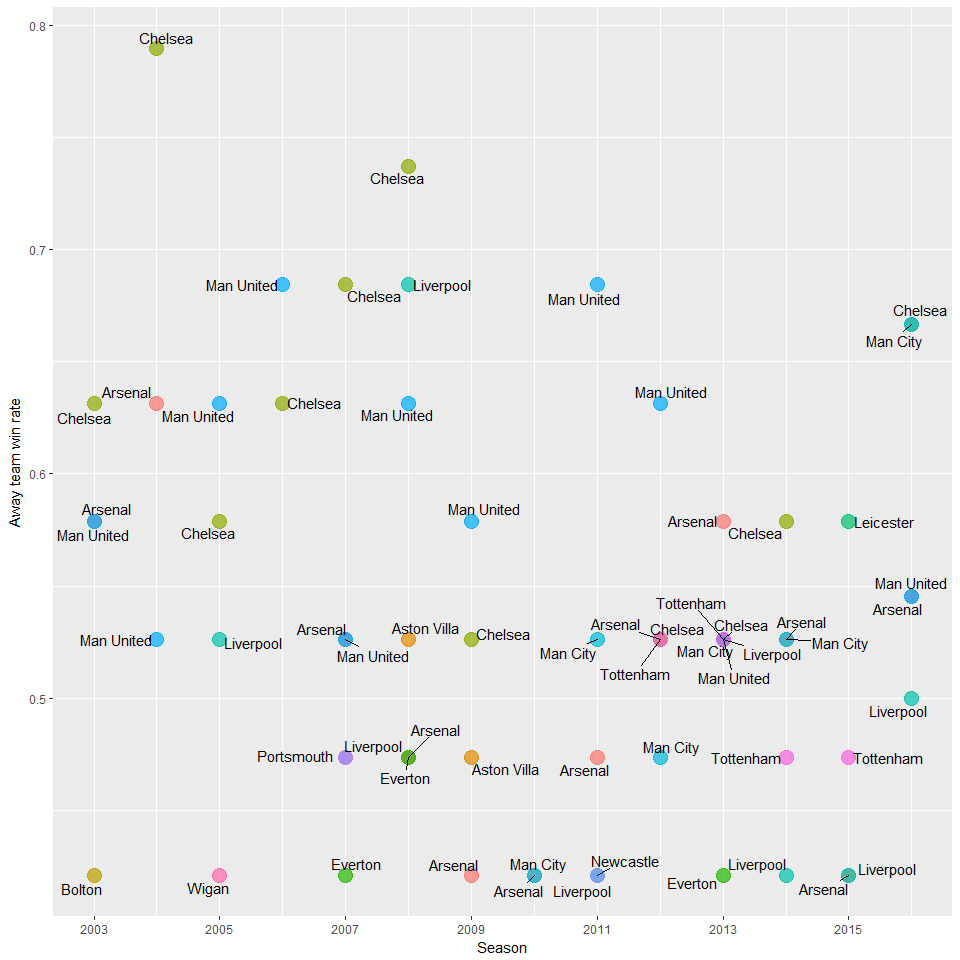 0.8
Chelsea
Chelsea
0.7
Man United
Chelsea
Liverpool
Man United
Chelsea
Man City
Arsenal
Chelsea
Man United
Chelsea
Man United
Man United
0.6
Arsenal
Man United
Chelsea
Man United
Arsenal
Chelsea
Leicester
Man United
Arsenal
Man United
Liverpool
Arsenal
Man United
Aston Villa
Chelsea
Arsenal
Man City
Chelsea
Tottenham
Tottenham
Chelsea
Man City
Liverpool
Man United
Arsenal
Man City
0.5
Liverpool
Portsmouth
Liverpool
Arsenal
Everton
Aston Villa
Arsenal
Man City
Tottenham
Tottenham
Bolton
Wigan
Everton
Arsenal
Man City
Arsenal
Newcastle
Liverpool
Everton
Liverpool
Liverpool
Arsenal
2003
2005
2007
2009
2011
2013
2015
Season
Away team win rate